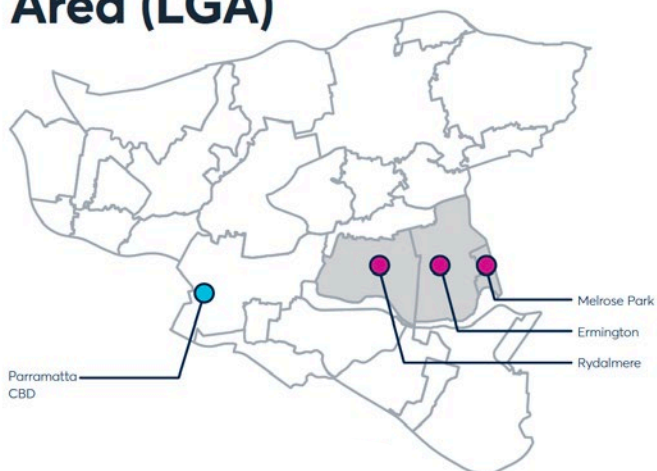 Area (LGA)
Melrose Park
Ermington
Rydalmere
Parramatta
CBD